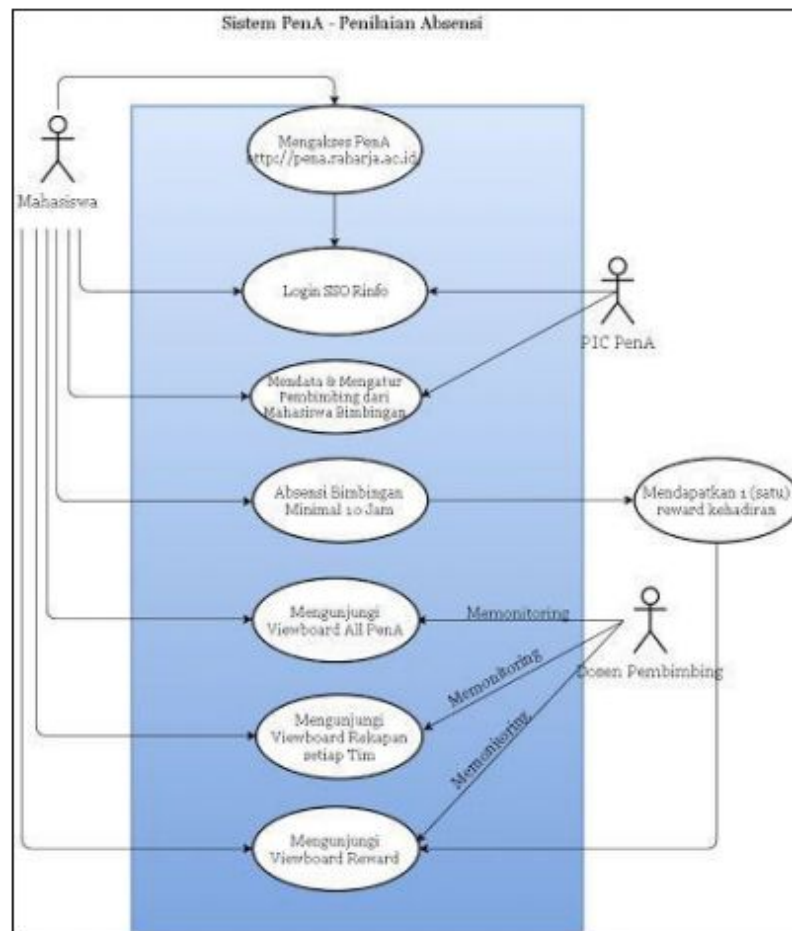 Sistem PenA - Penilaian Absensi
Mengakses PenA
http://pena.raharja.ac.id
Mahasiswa
Login SSO Rinfo
PIC PenA
Mendata & Mengatur
Pembimbing dari
Mahasiswa Bimbingan
Absensi Bimbingan
Minimal 10 Jam
Mendapatkan 1 (satu)
reward kehadiran
Mengunjungi
Viewboard All PenA
Memonitoring
Dosen Pembimbing
Memonitoring
Mengunjungi
Viewboard Rekapan
setiap Tim
Memonitoring
Mengunjungi
Viewboard Reward